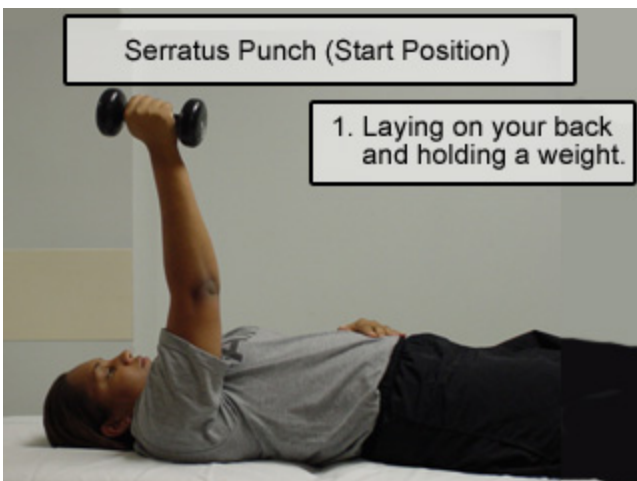 Serratus Punch (Start Position)
1. Laying on your back
and holding a weight.